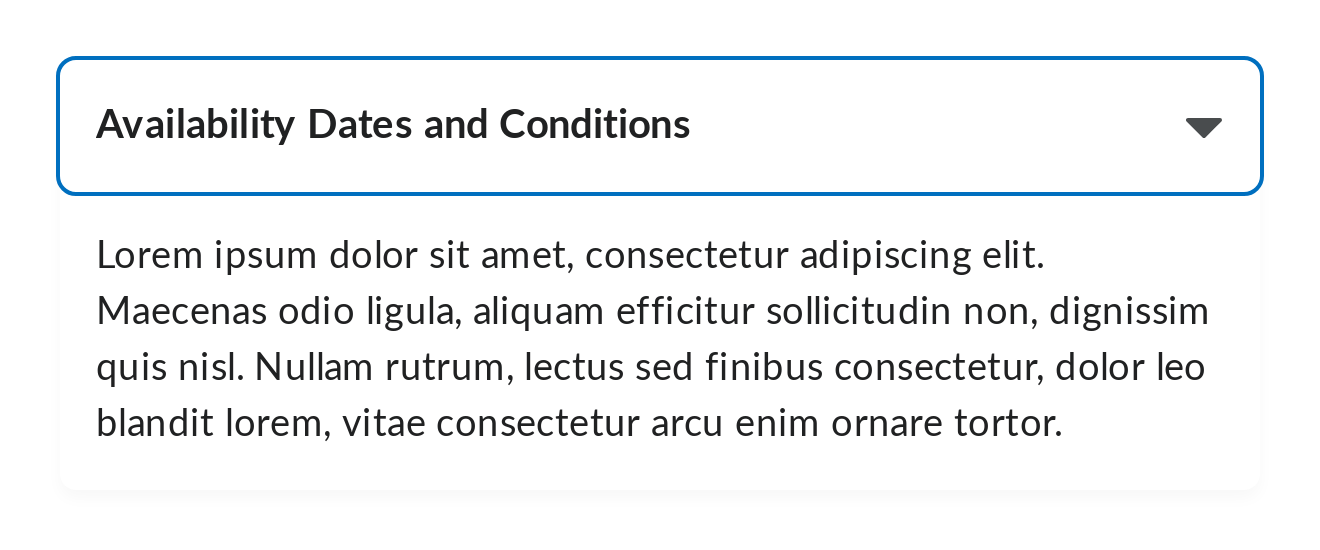 Availability Dates and Conditions
Lorem ipsum dolor sit amet, consectetur adipiscing elit.
Maecenas odio ligula, aliquam efficitur sollicitudin non, dignissim
quis nisl. Nullam rutrum, lectus sed finibus consectetur, dolor leo
blandit lorem, vitae consectetur arcu enim ornare tortor.